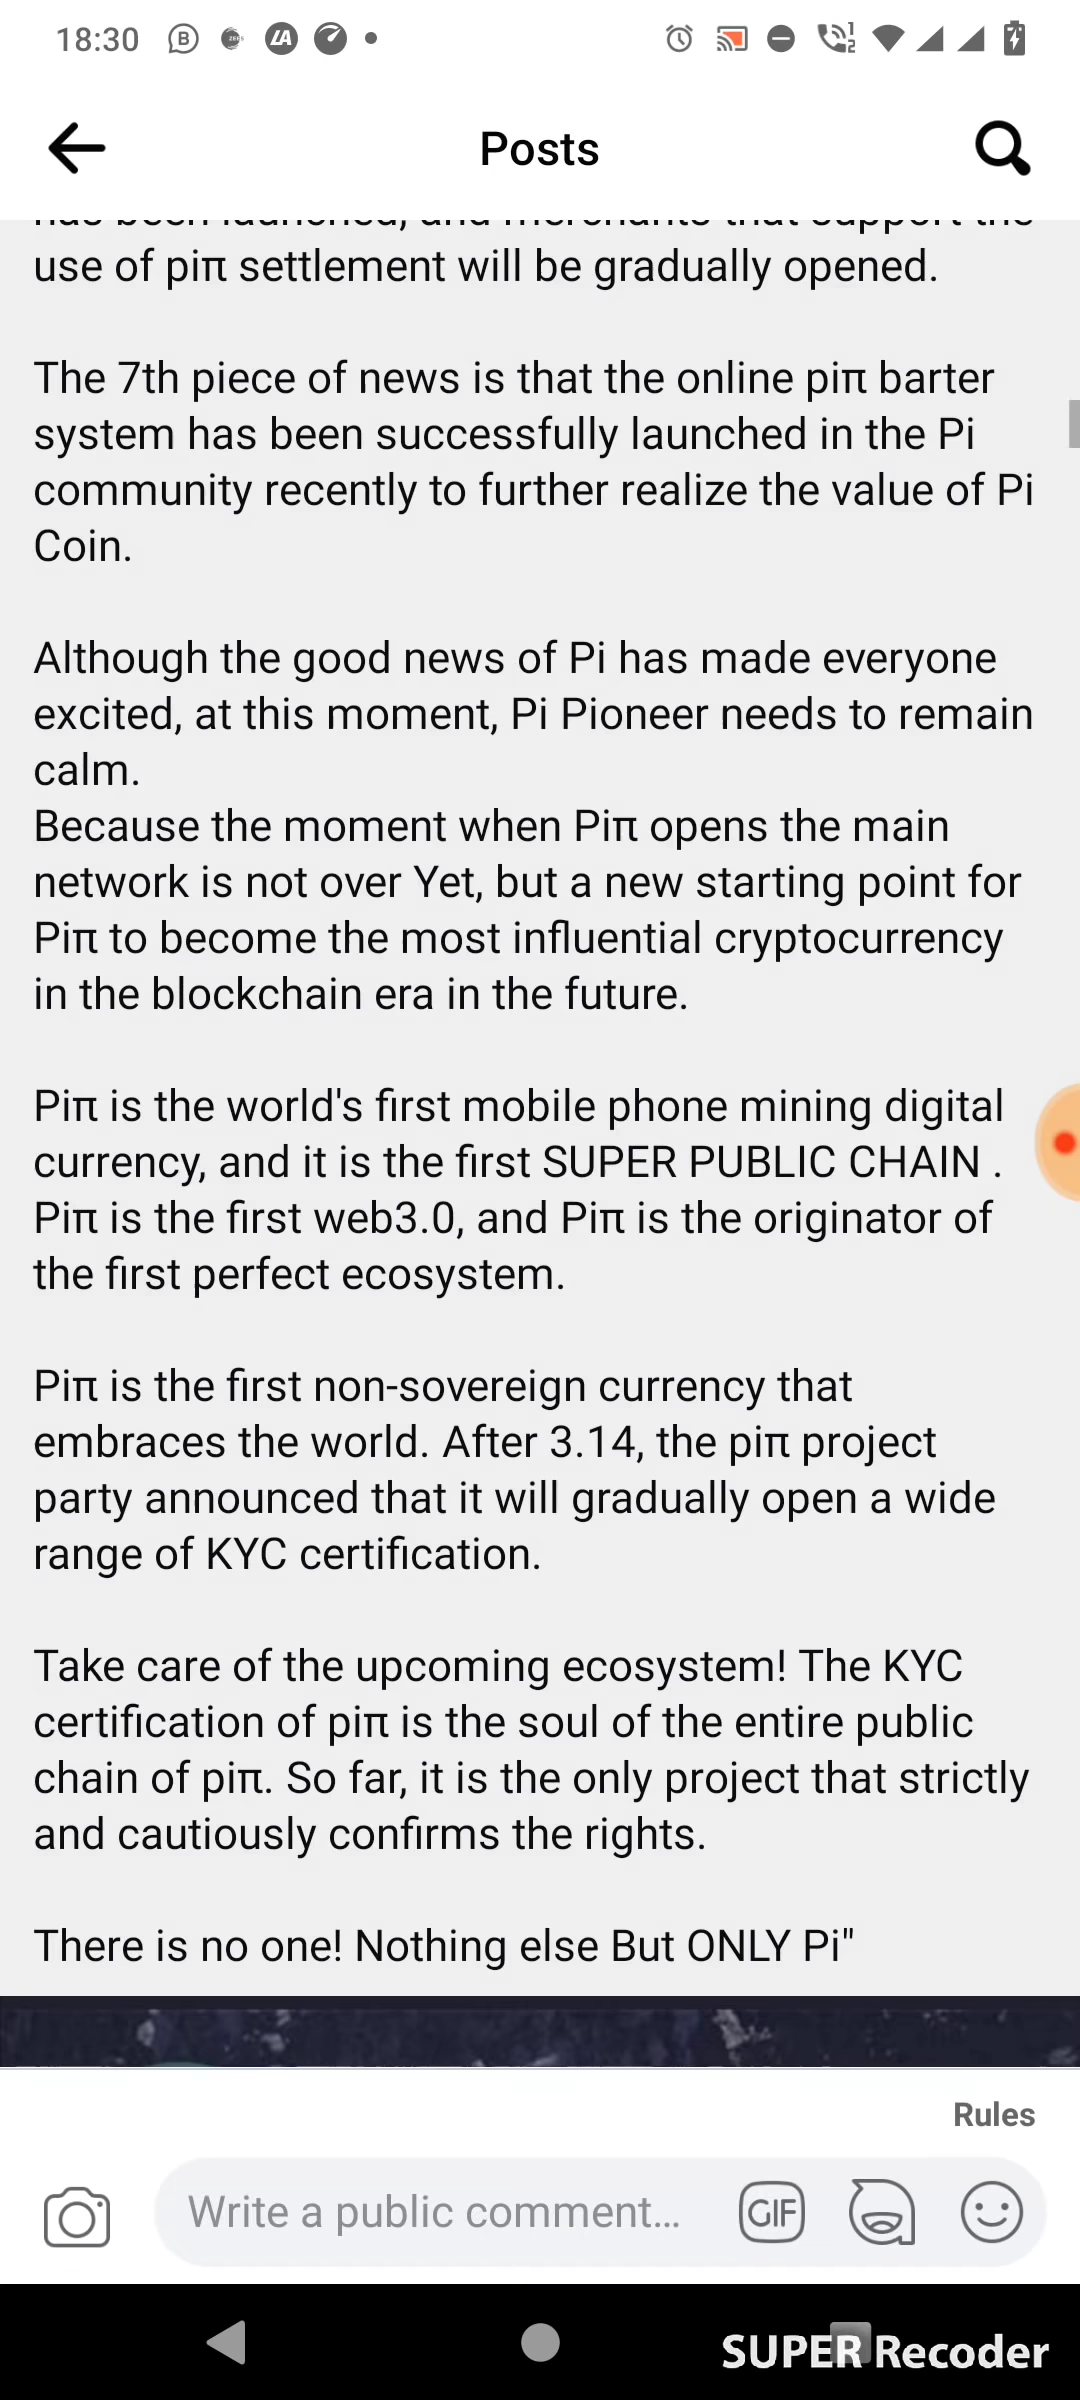 18:30
Posts
has been launched, and merchants that support the
use of piπ settlement will be gradually opened.
The 7th piece of news is that the online piπ barter
system has been successfully launched in the Pi
community recently to further realize the value of Pi
Coin.
Although the good news of Pi has made everyone
excited, at this moment, Pi Pioneer needs to remain
calm.
Because the moment when Piπ opens the main
network is not over Yet, but a new starting point for
Piπ to become the most influential cryptocurrency
in the blockchain era in the future.
Piπ is the world's first mobile phone mining digital
currency, and it is the first SUPER PUBLIC CHAIN .
Piπ is the first web3.0, and Piπ is the originator of
the first perfect ecosystem.
Piπ is the first non-sovereign currency that
embraces the world. After 3.14, the piπ project
party announced that it will gradually open a wide
range of KYC certification.
Take care of the upcoming ecosystem! The KYC
certification of piπ is the soul of the entire public
chain of piπ. So far, it is the only project that strictly
and cautiously confirms the rights.
There is no one! Nothing else But ONLY Pi"
Rules
Write a public comment...
GIF
SUPER Recoder